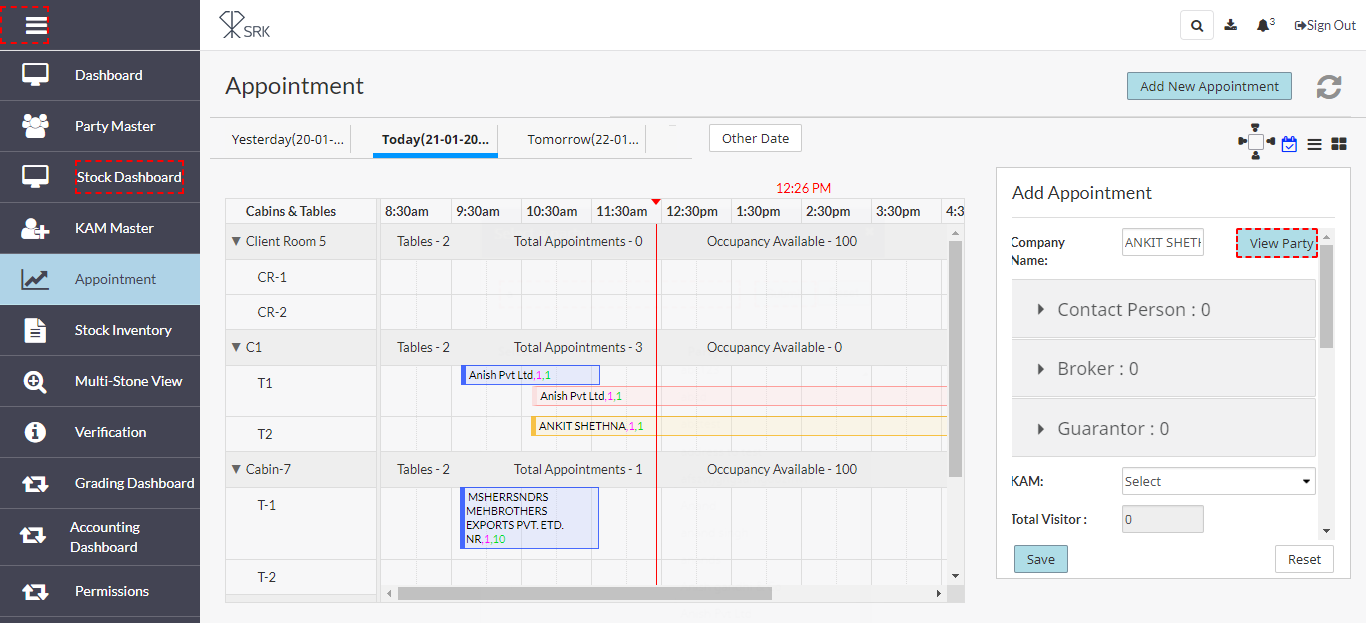 SRK
3
Sign Out
Dashboard
Party Master
Stock Dashboard
KAM Master
Appointment
Stock Inventory
Multi-Stone View
Verification
Grading Dashboard
Accounting
Dashboard
Permissions
Appointment
Add New Appointment
Yesterday(20-01-...
Today(21-01-20...
Tomorrow(22-01...
Other Date
12:26 PM
Cabins & Tables 8:30am 9:30am 10:30am 11:30am 12:30pm 1:30pm 2:30pm 3:30pm 4:3
Client Room 5 Tables - 2 Total Appointments - 0 Occupancy Available - 100
CR-1
CR-2
C1 Tables - 2 Total Appointments - 3 Occupancy Available - 0
T1
Anish Pvt Ltd,1,1
Anish Pvt Ltd,1,1
T2
ANKIT SHETHNA,1,1
Cabin-7 Tables - 2 Total Appointments - 1 Occupancy Available - 100
T-1
MSHERRSNDRS
MEHBROTHERS
EXPORTS PVT. ETD.
NR,1,10
T-2
Add Appointment
Company
Name:
ANKIT SHETH
View Party
Contact Person : 0
Broker : 0
Guarantor : 0
KAM: Select
Total Visitor : 0
Save
Reset